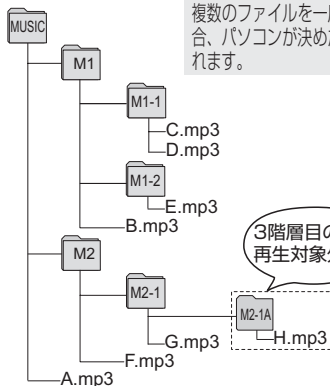 複数のファイルを一
合、パソコンが決め
れます。
MUSIC
M1
M1-1
C.mp3
D.mp3
M1-2
E.mp3
B.mp3
M2
3階層目の
再生対象
M2-1
M2-1A
G.mp3
H.mp3
F.mp3
A.mp3